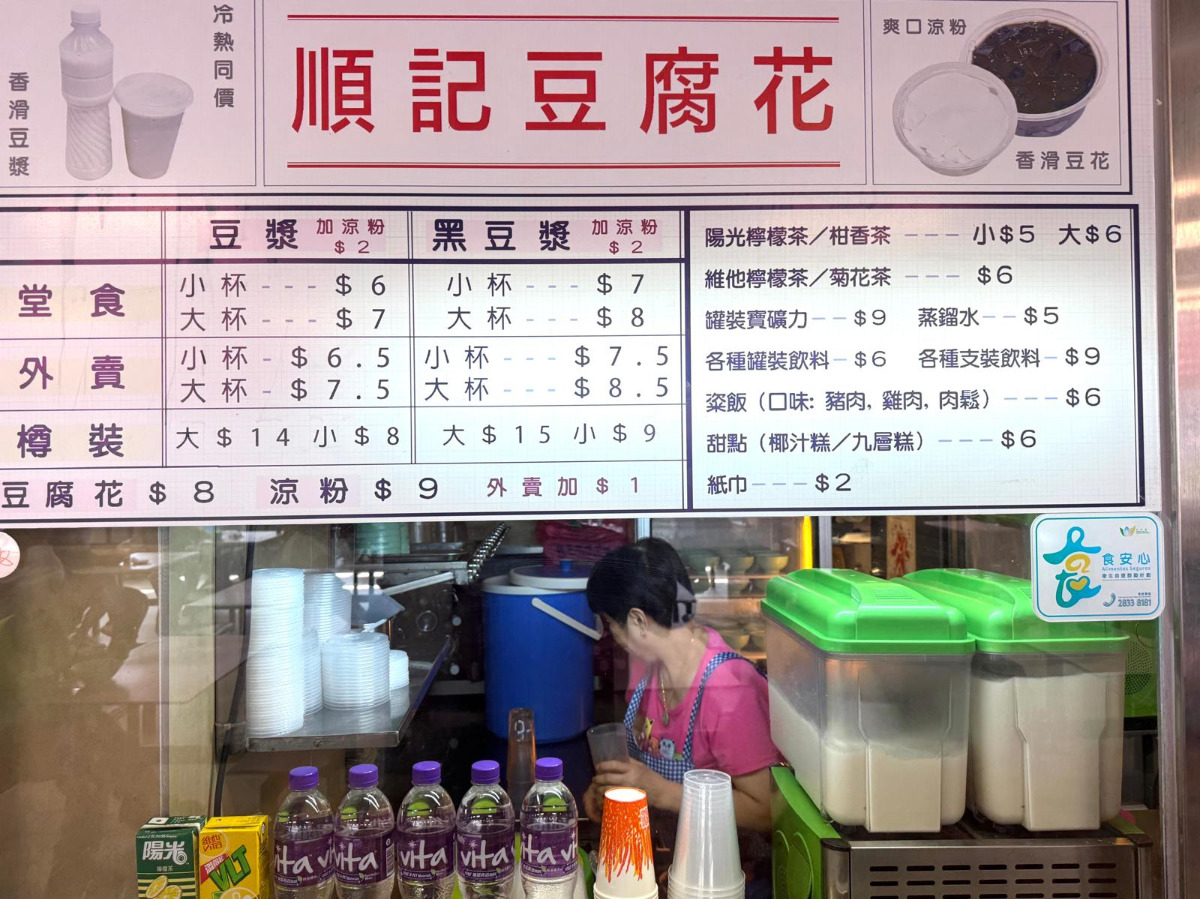 香滑豆漿
冷熱同價
順記豆腐花
爽口涼粉
香滑豆花
豆漿 加涼粉 $2
黑豆漿 加涼粉 $2
堂食
小杯---$6
大杯---$7
小杯---$7
大杯---$8
外賣
小杯-$6.5
大杯-$7.5
小杯---$7.5
大杯---$8.5
樽裝
大$14 小$8
大$15 小$9
豆腐花$8 涼粉$9 外賣加$1
陽光檸檬茶/柑香茶---小$5 大$6
維他檸檬茶/菊花茶---$6
罐裝寶礦力--$9 蒸鎦水--$5
各種罐裝飲料-$6 各種支裝飲料-$9
粢飯(口味: 豬肉, 雞肉, 肉鬆)---$6
甜點(椰汁糕/九層糕)---$6
紙巾---$2
食安心
Alimentos Seguros
2833 8181
陽光
檸檬茶
維他
VLT
vita
vita
vita
vita
vita